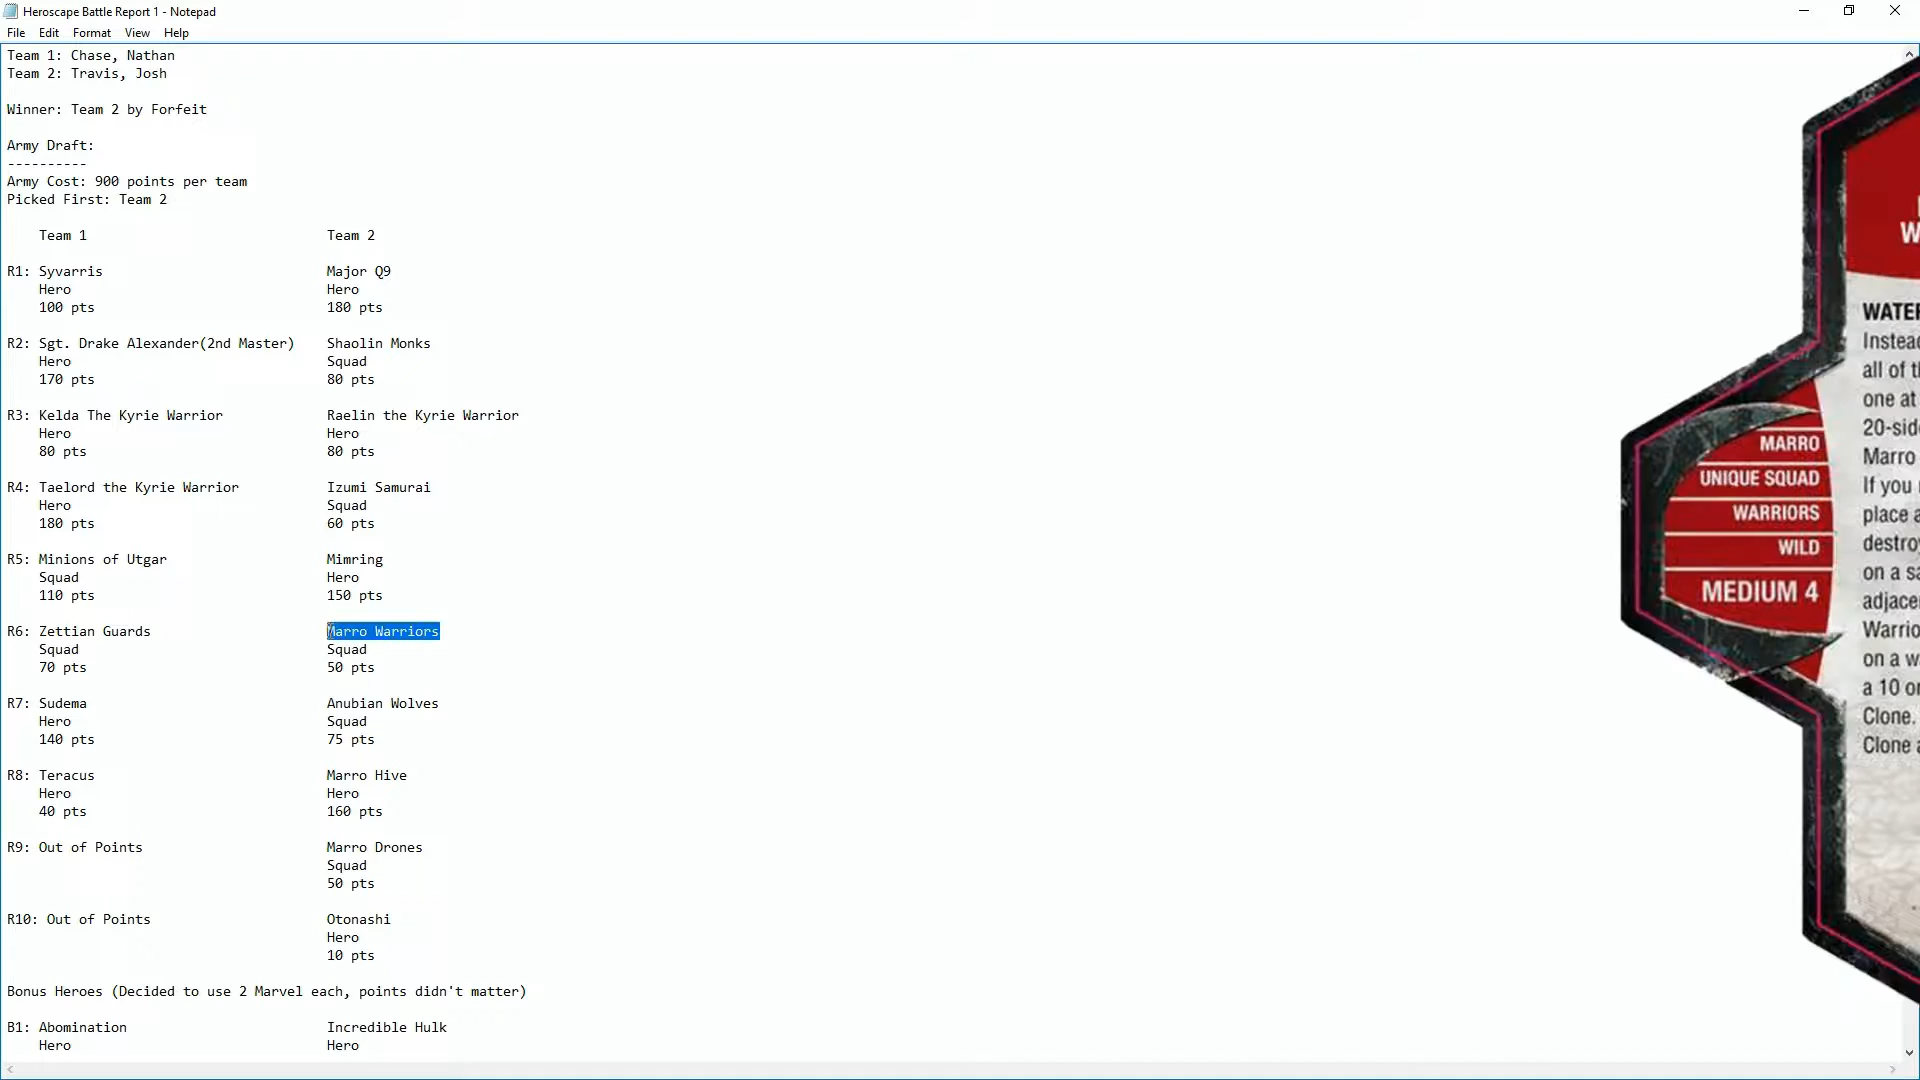 Heroscape Battle Report 1 - Notepad
File Edit Format View Help
Team 1: Chase, Nathan
Team 2: Travis, Josh
Winner: Team 2 by Forfeit
Army Draft:
----------
Army Cost: 900 points per team
Picked First: Team 2
Team 1 Team 2
R1: Syvarris Major Q9
Hero Hero
100 pts 180 pts
R2: Sgt. Drake Alexander(2nd Master) Shaolin Monks
Hero Squad
170 pts 80 pts
R3: Kelda The Kyrie Warrior Raelin the Kyrie Warrior
Hero Hero
80 pts 80 pts
R4: Taelord the Kyrie Warrior Izumi Samurai
Hero Squad
180 pts 60 pts
R5: Minions of Utgar Mimring
Squad Hero
110 pts 150 pts
R6: Zettian Guards Marro Warriors
Squad Squad
70 pts 50 pts
R7: Sudema Anubian Wolves
Hero Squad
140 pts 75 pts
R8: Teracus Marro Hive
Hero Hero
40 pts 160 pts
R9: Out of Points Marro Drones
Squad
50 pts
R10: Out of Points Otonashi
Hero
10 pts
Bonus Heroes (Decided to use 2 Marvel each, points didn't matter)
B1: Abomination Incredible Hulk
Hero Hero
MARRO
UNIQUE SQUAD
WARRIORS
WILD
MEDIUM 4
all of
one at
Marro
If you
place a
on a
on a
a 10
Clone.
Clone